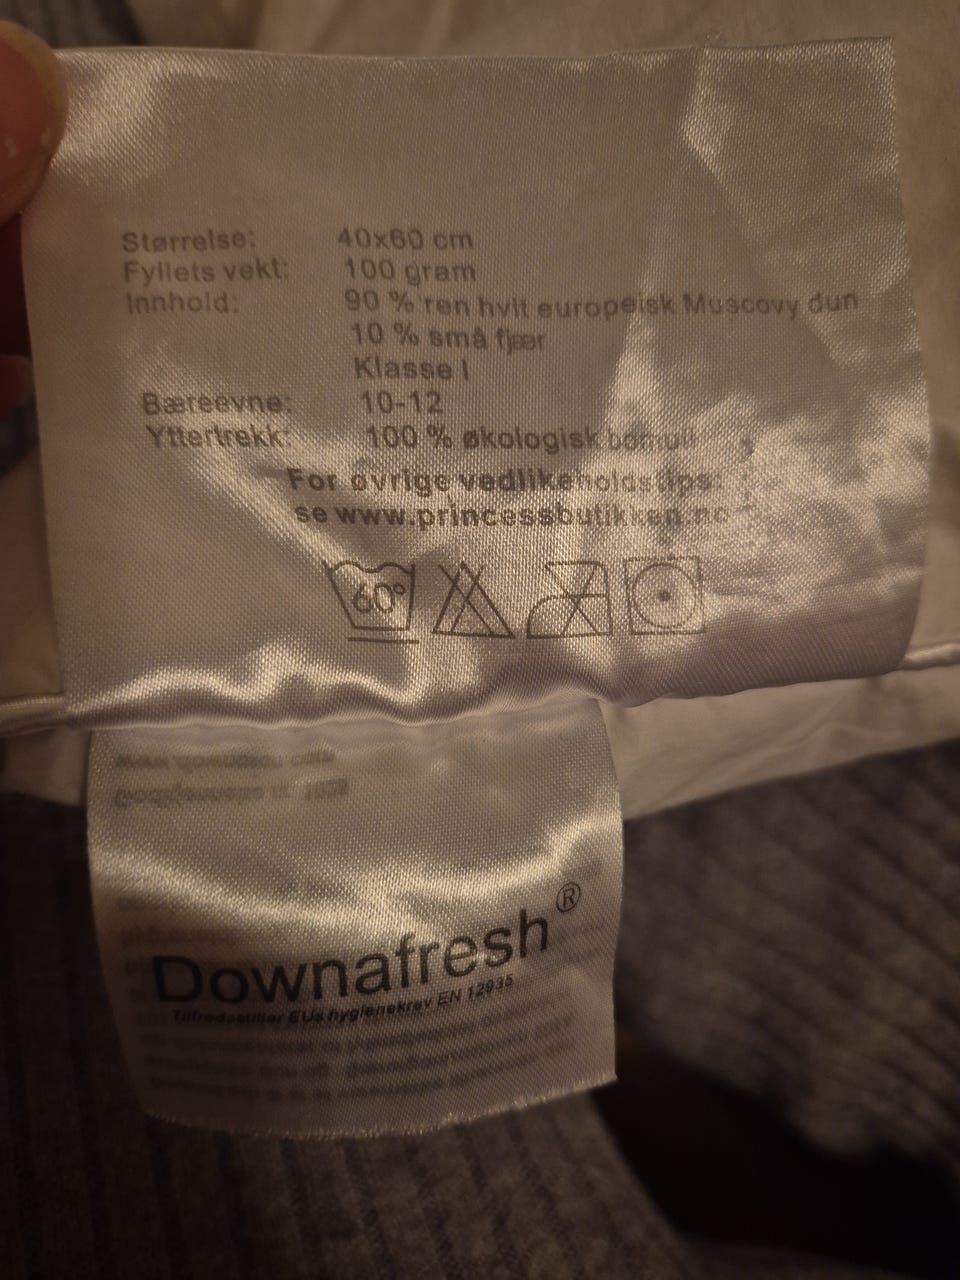 Størrelse: 40x60 cm
Fyllets vekt: 100 gram
Innhold: 90 % ren hvit europeisk Muscovy dun
10 % små fjær
Klasse I
Bæreevne: 10-12
Yttertrekk: 100 % økologisk bomull
For øvrige vedlikeholdstips:
se www.princessbutikken.no
60°
Downafresh®
Tilfredsstiller EUs hygienekrav EN 12935